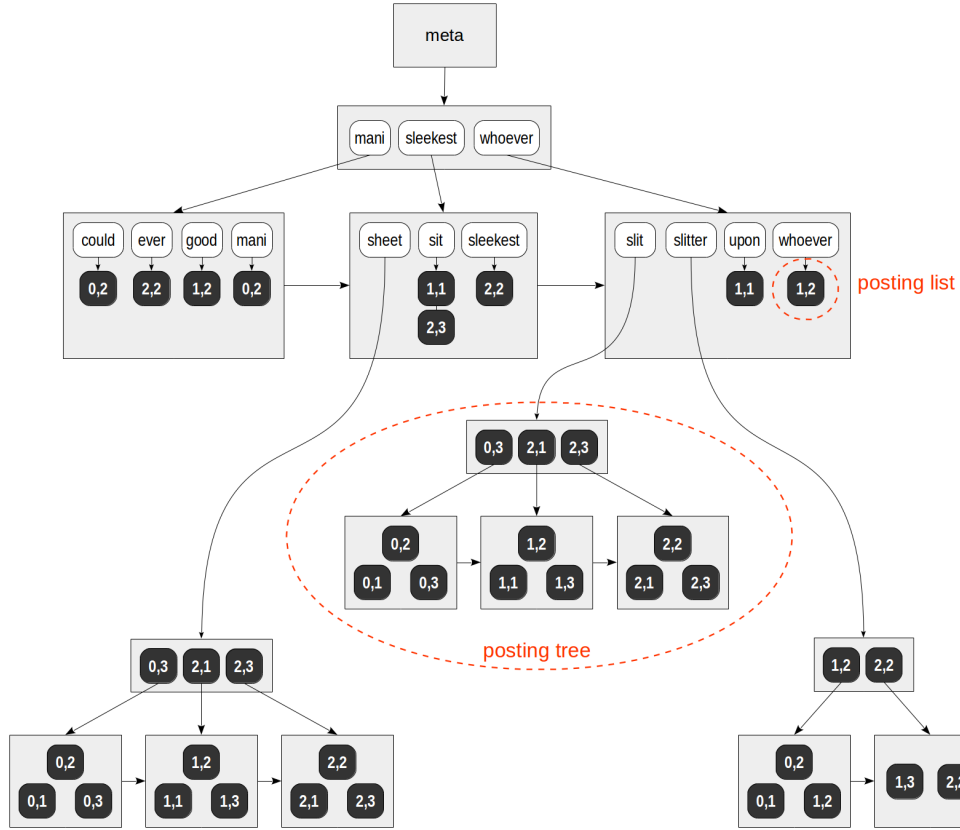 meta
mani sleekest whoever
could ever good mani
0,2 2,2 1,2 0,2
sheet sit sleekest
1,1 2,2
2,3
slit slitter upon whoever
1,1 1,2
posting list
0,3 2,1 2,3
0,2
0,1 0,3
1,2
1,1 1,3
2,2
2,1 2,3
posting tree
0,3 2,1 2,3
0,2
0,1 0,3
1,2
1,1 1,3
2,2
2,1 2,3
1,2 2,2
0,2
0,1 1,2
1,3